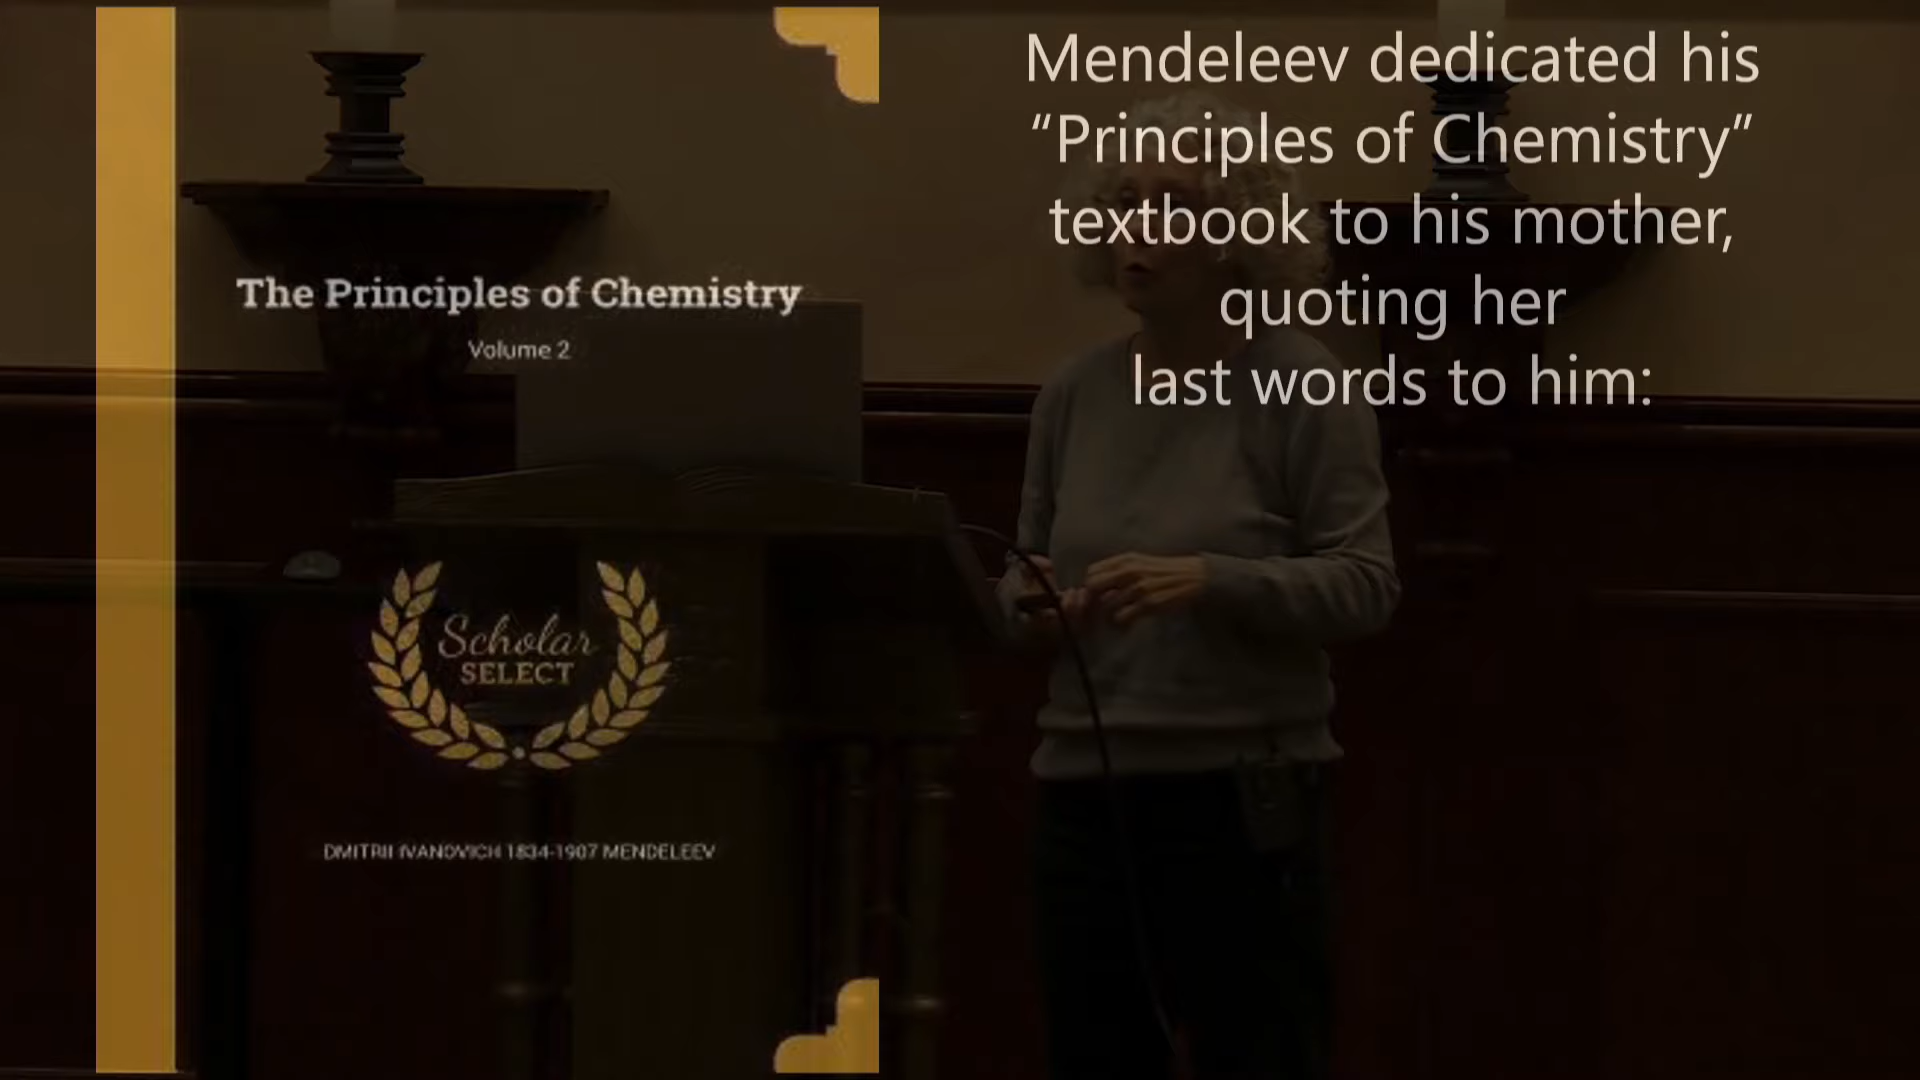 Mendeleev dedicated his
“Principles of Chemistry”
textbook to his mother,
quoting her
last words to him:
The Principles of Chemistry
Volume 2
Scholar
SELECT
DMITRII IVANOVICH 1834-1907 MENDELEEV